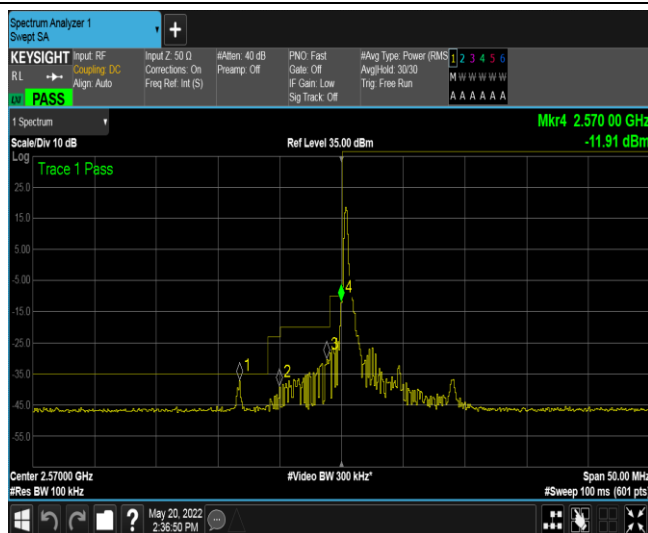 Spectrum Analyzer 1
Swept SA
KEYSIGHT
RL
PASS
Input: RF
Coupling: DC
Align: Auto
Input Z: 50 Ω
Corrections: On
Freq Ref: Int (S)
#Atten: 40 dB
Preamp: Off
PNO: Fast
Gate: Off
IF Gain: Low
Sig Track: Off
#Avg Type: Power (RMS
Avg|Hold: 30/30
Trig: Free Run
1 2 3 4 5 6
M W W W W W
A A A A A A
1 Spectrum
Mkr4 2.570 00 GHz
Scale/Div 10 dB
Ref Level 35.00 dBm
-11.91 dBm
Log
Trace 1 Pass
25.0
15.0
5.00
-5.00
-15.0
-25.0
-35.0
-45.0
-55.0
1
2
3
4
Center 2.57000 GHz
#Video BW 300 kHz*
Span 50.00 MHz
#Res BW 100 kHz
#Sweep 100 ms (601 pts)
?
May 20, 2022
2:36:50 PM